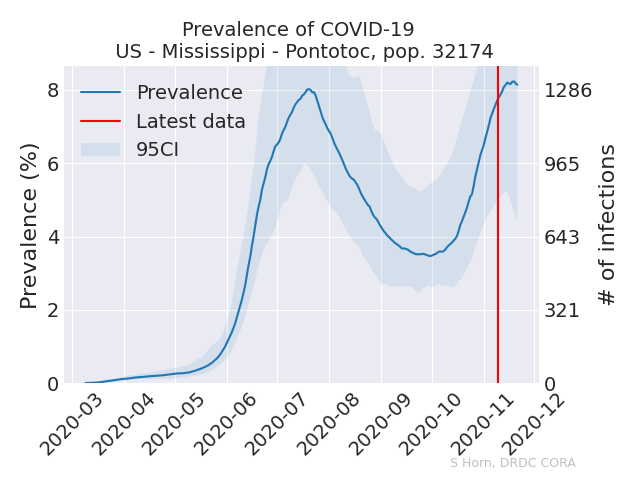 Prevalence of COVID-19
US - Mississippi - Pontotoc, pop. 32174
Prevalence
Latest data
95CI
Prevalence (%)
8
6
4
2
0
1286
965
643
321
0
# of infections
2020-03
2020-04
2020-05
2020-06
2020-07
2020-08
2020-09
2020-10
2020-11
2020-12
S Horn, DRDC CORA